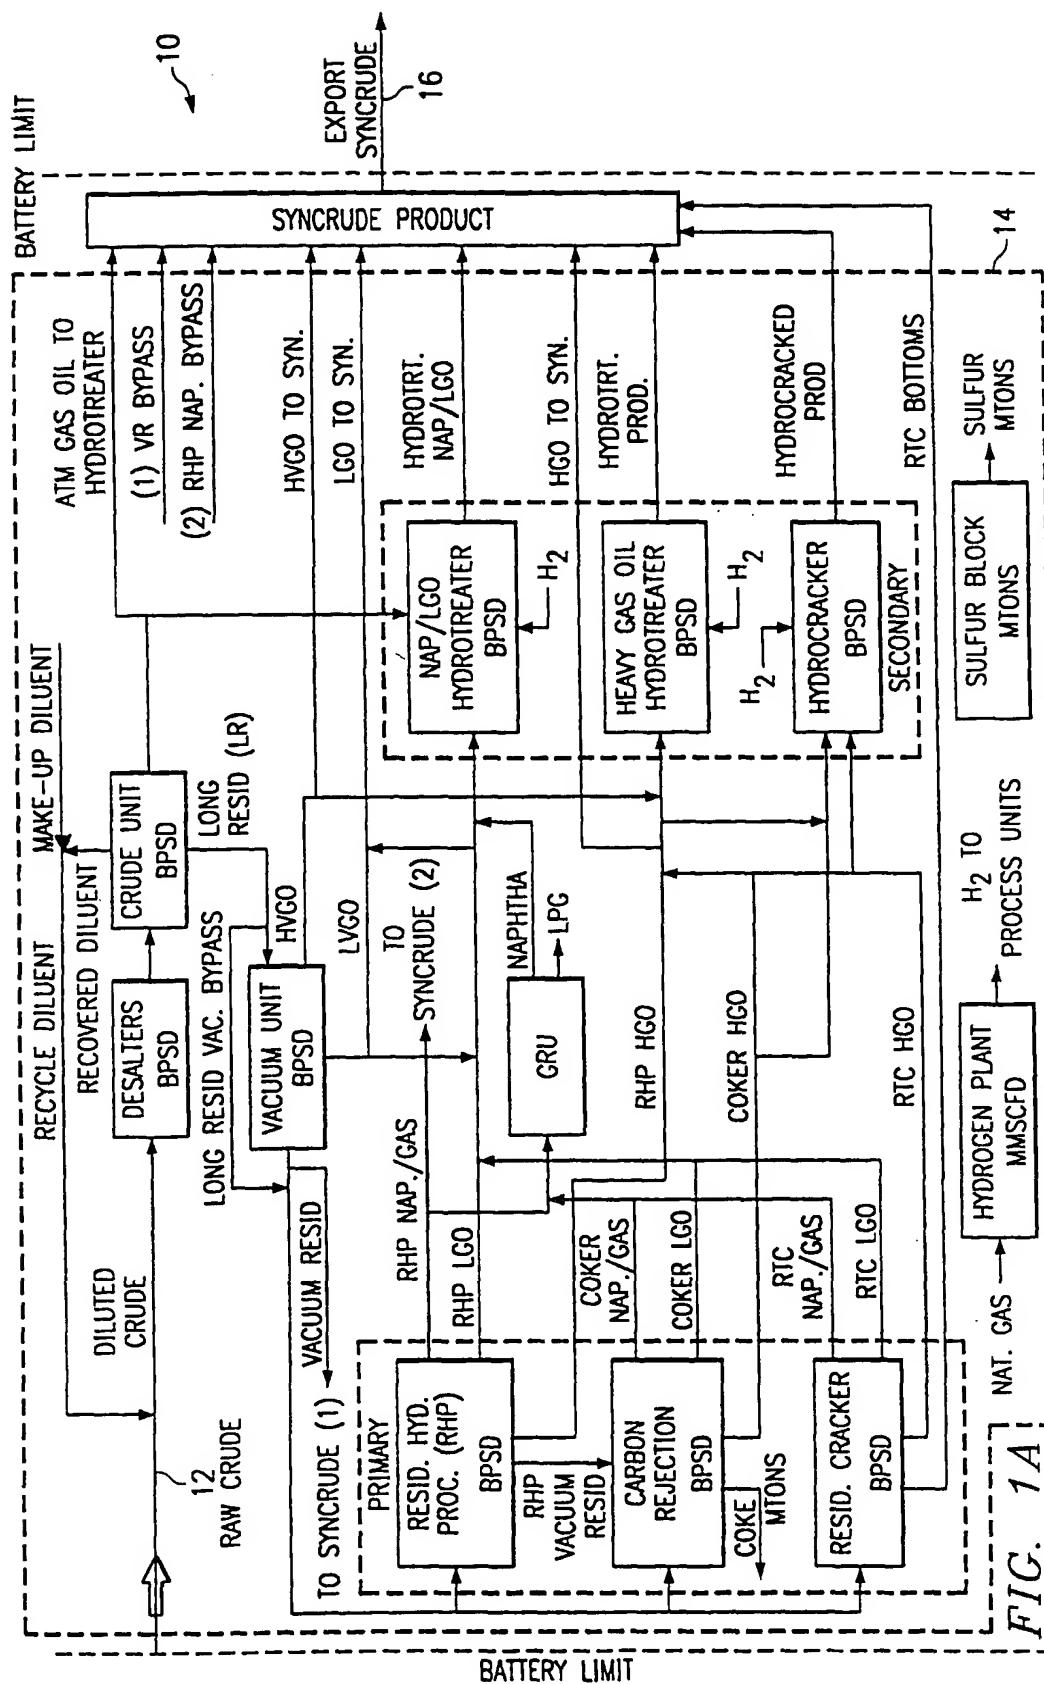 BATTERY LIMIT
10
EXPORT
SYNCRUDE
16
SYNCRUDE PRODUCT
14
ATM GAS OIL TO
HYDROTREATER
(1) VR BYPASS
(2) RHP NAP. BYPASS
HVGO TO SYN.
LGO TO SYN.
HYDROTRT.
NAP/LGO
HGO TO SYN.
HYDROTRT.
PROD.
HYDROCRACKED
PROD
RTC BOTTOMS
MAKE-UP DILUENT
RECYCLE DILUENT
RECOVERED DILUENT
CRUDE UNIT
BPSD
LONG
RESID (LR)
DESALTERS
BPSD
LONG RESID VAC. BYPASS
HVGO
VACUUM UNIT
BPSD
LVGO
VACUUM RESID
TO SYNCRUDE (1)
DILUTED
CRUDE
12
RAW CRUDE
BATTERY LIMIT
TO
SYNCRUDE (2)
NAPHTHA
LPG
GRU
RHP NAP./GAS
RHP LGO
RHP HGO
COKER
NAP./GAS
COKER LGO
COKER HGO
RTC
NAP./GAS
RTC LGO
RTC HGO
PRIMARY
RESID. HYD.
PROC. (RHP)
BPSD
RHP
VACUUM
RESID
CARBON
REJECTION
BPSD
COKE
MTONS
RESID. CRACKER
BPSD
NAP/LGO
HYDROTREATER
BPSD
H2
HEAVY GAS OIL
HYDROTREATER
BPSD
H2
H2
HYDROCRACKER
BPSD
SECONDARY
NAT. GAS
HYDROGEN PLANT
MMSCFD
H2 TO
PROCESS UNITS
SULFUR BLOCK
MTONS
SULFUR
MTONS
FIG. 1A